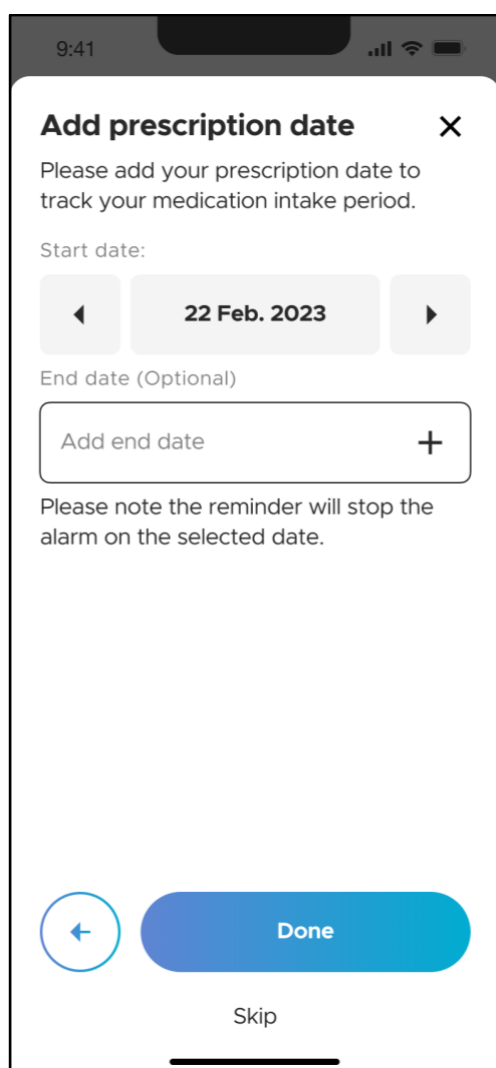 9:41
Add prescription date
Please add your prescription date to
track your medication intake period.
Start date:
22 Feb. 2023
End date (Optional)
Add end date
Please note the reminder will stop the
alarm on the selected date.
Done
Skip